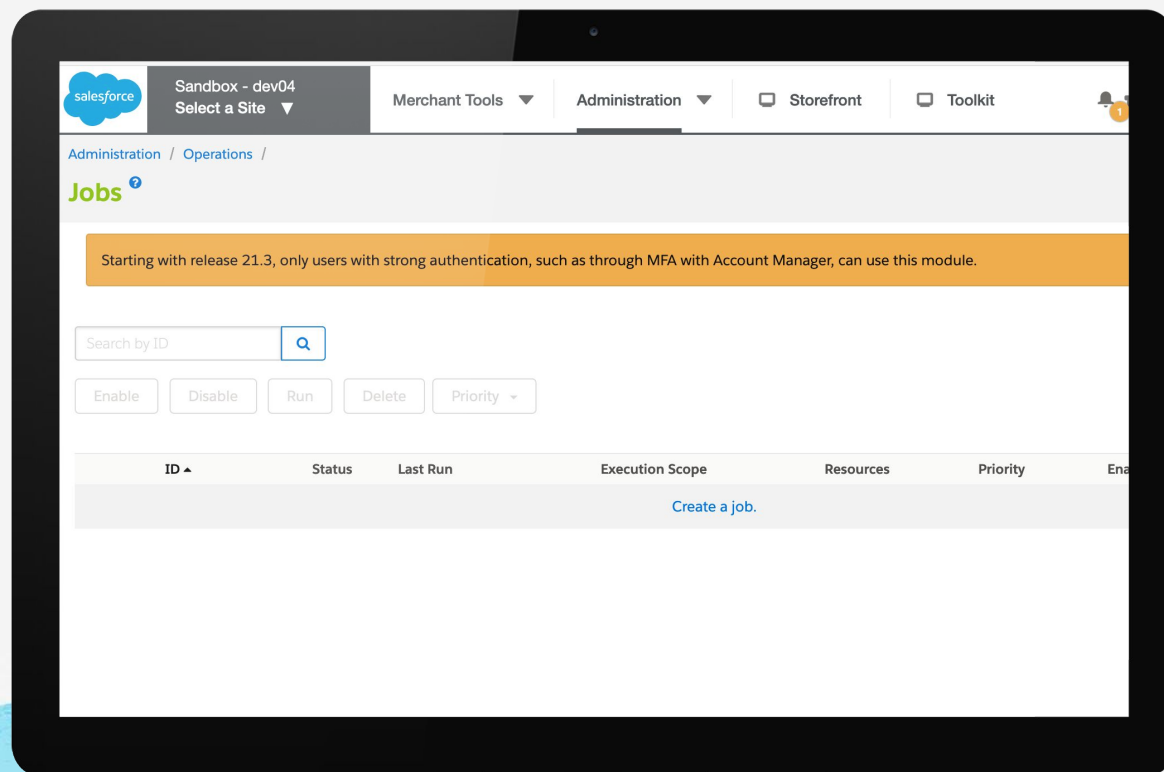 salesforce
Sandbox - dev04
Select a Site
Merchant Tools
Administration
Storefront
Toolkit
1
Administration / Operations /
Jobs ?
Starting with release 21.3, only users with strong authentication, such as through MFA with Account Manager, can use this module.
Search by ID
Enable Disable Run Delete Priority
ID Status Last Run Execution Scope Resources Priority Ena
Create a job.